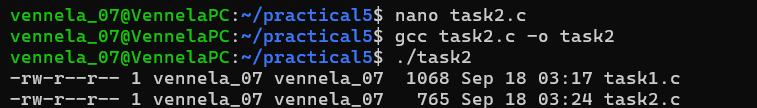 vennela_07@VennelaPC:~/practical5$ nano task2.c
vennela_07@VennelaPC:~/practical5$ gcc task2.c -o task2
vennela_07@VennelaPC:~/practical5$ ./task2
-rw-r--r-- 1 vennela_07 vennela_07  1068 Sep 18 03:17 task1.c
-rw-r--r-- 1 vennela_07 vennela_07   765 Sep 18 03:24 task2.c